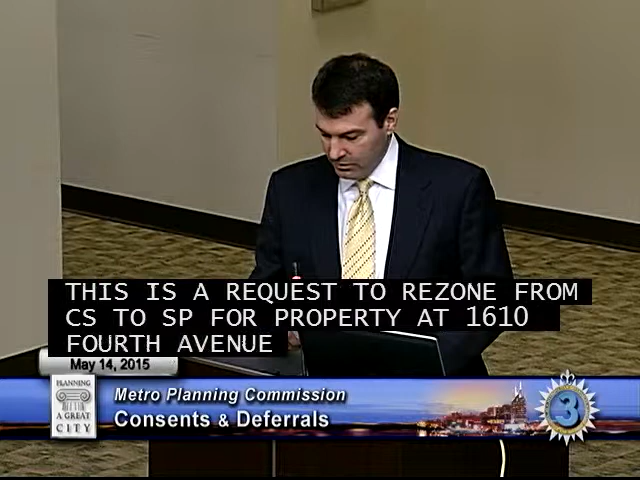 THIS IS A REQUEST TO REZONE FROM
CS TO SP FOR PROPERTY AT 1610
FOURTH AVENUE
May 14, 2015
PLANNING
A GREAT
CITY
Metro Planning Commission
Consents & Deferrals
3